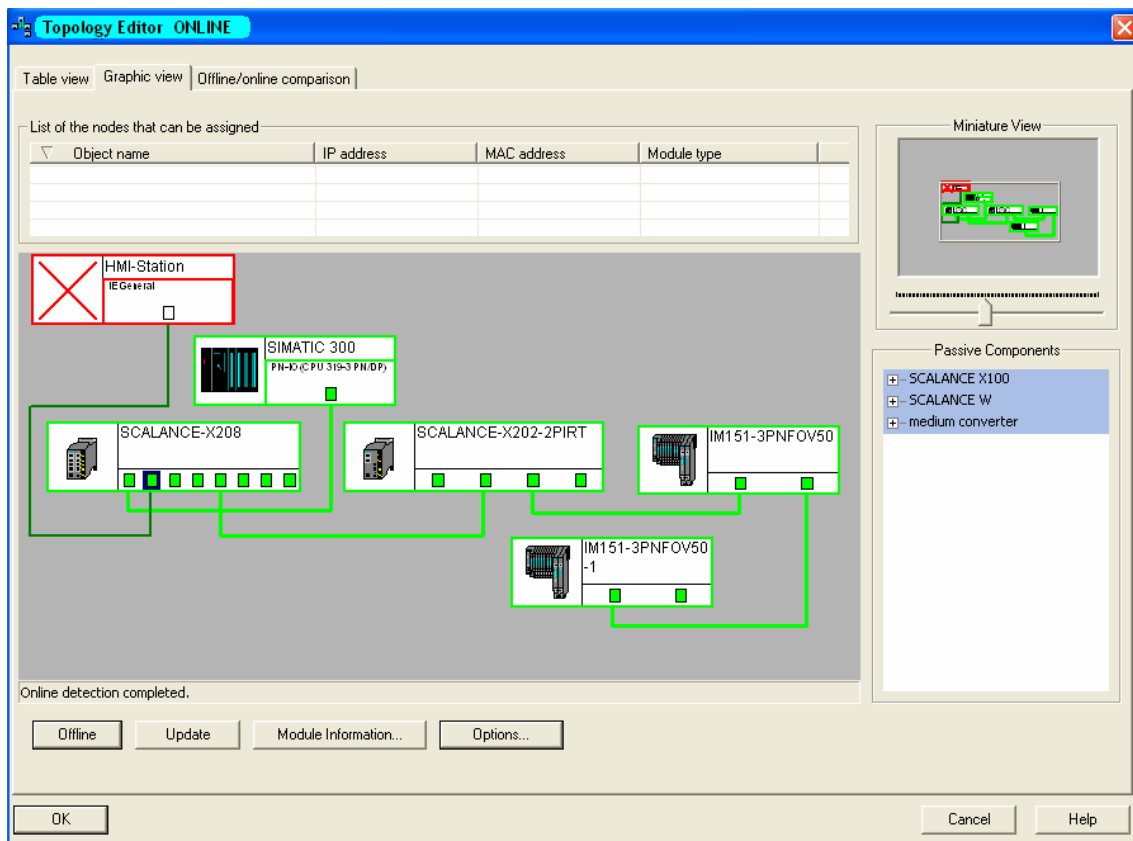 Topology Editor ONLINE
Table view
Graphic view
Offline/online comparison
List of the nodes that can be assigned
Object name
IP address
MAC address
Module type
Miniature View
HMI-Station
IE General
SIMATIC 300
PN-IO (CPU 319-3 PN/DP)
SCALANCE-X208
SCALANCE-X202-2PIRT
IM151-3PNFOV50
IM151-3PNFOV50
-1
Passive Components
SCALANCE X100
SCALANCE W
medium converter
Online detection completed.
Offline
Update
Module Information...
Options...
OK
Cancel
Help